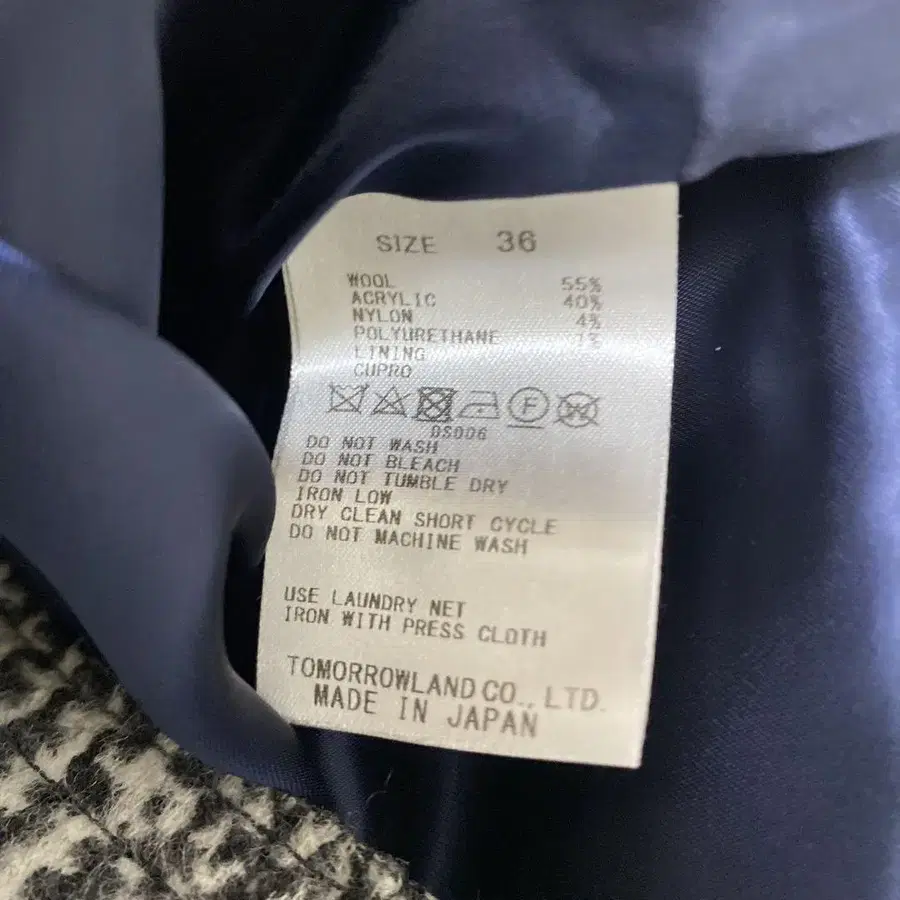 SIZE 36
WOOL 55%
ACRYLIC 40%
NYLON 4%
POLYURETHANE 1%
LINING
CUPRO
F
W
DS006
DO NOT WASH
DO NOT BLEACH
DO NOT TUMBLE DRY
IRON LOW
DRY CLEAN SHORT CYCLE
DO NOT MACHINE WASH
USE LAUNDRY NET
IRON WITH PRESS CLOTH
TOMORROWLAND CO., LTD.
MADE IN JAPAN